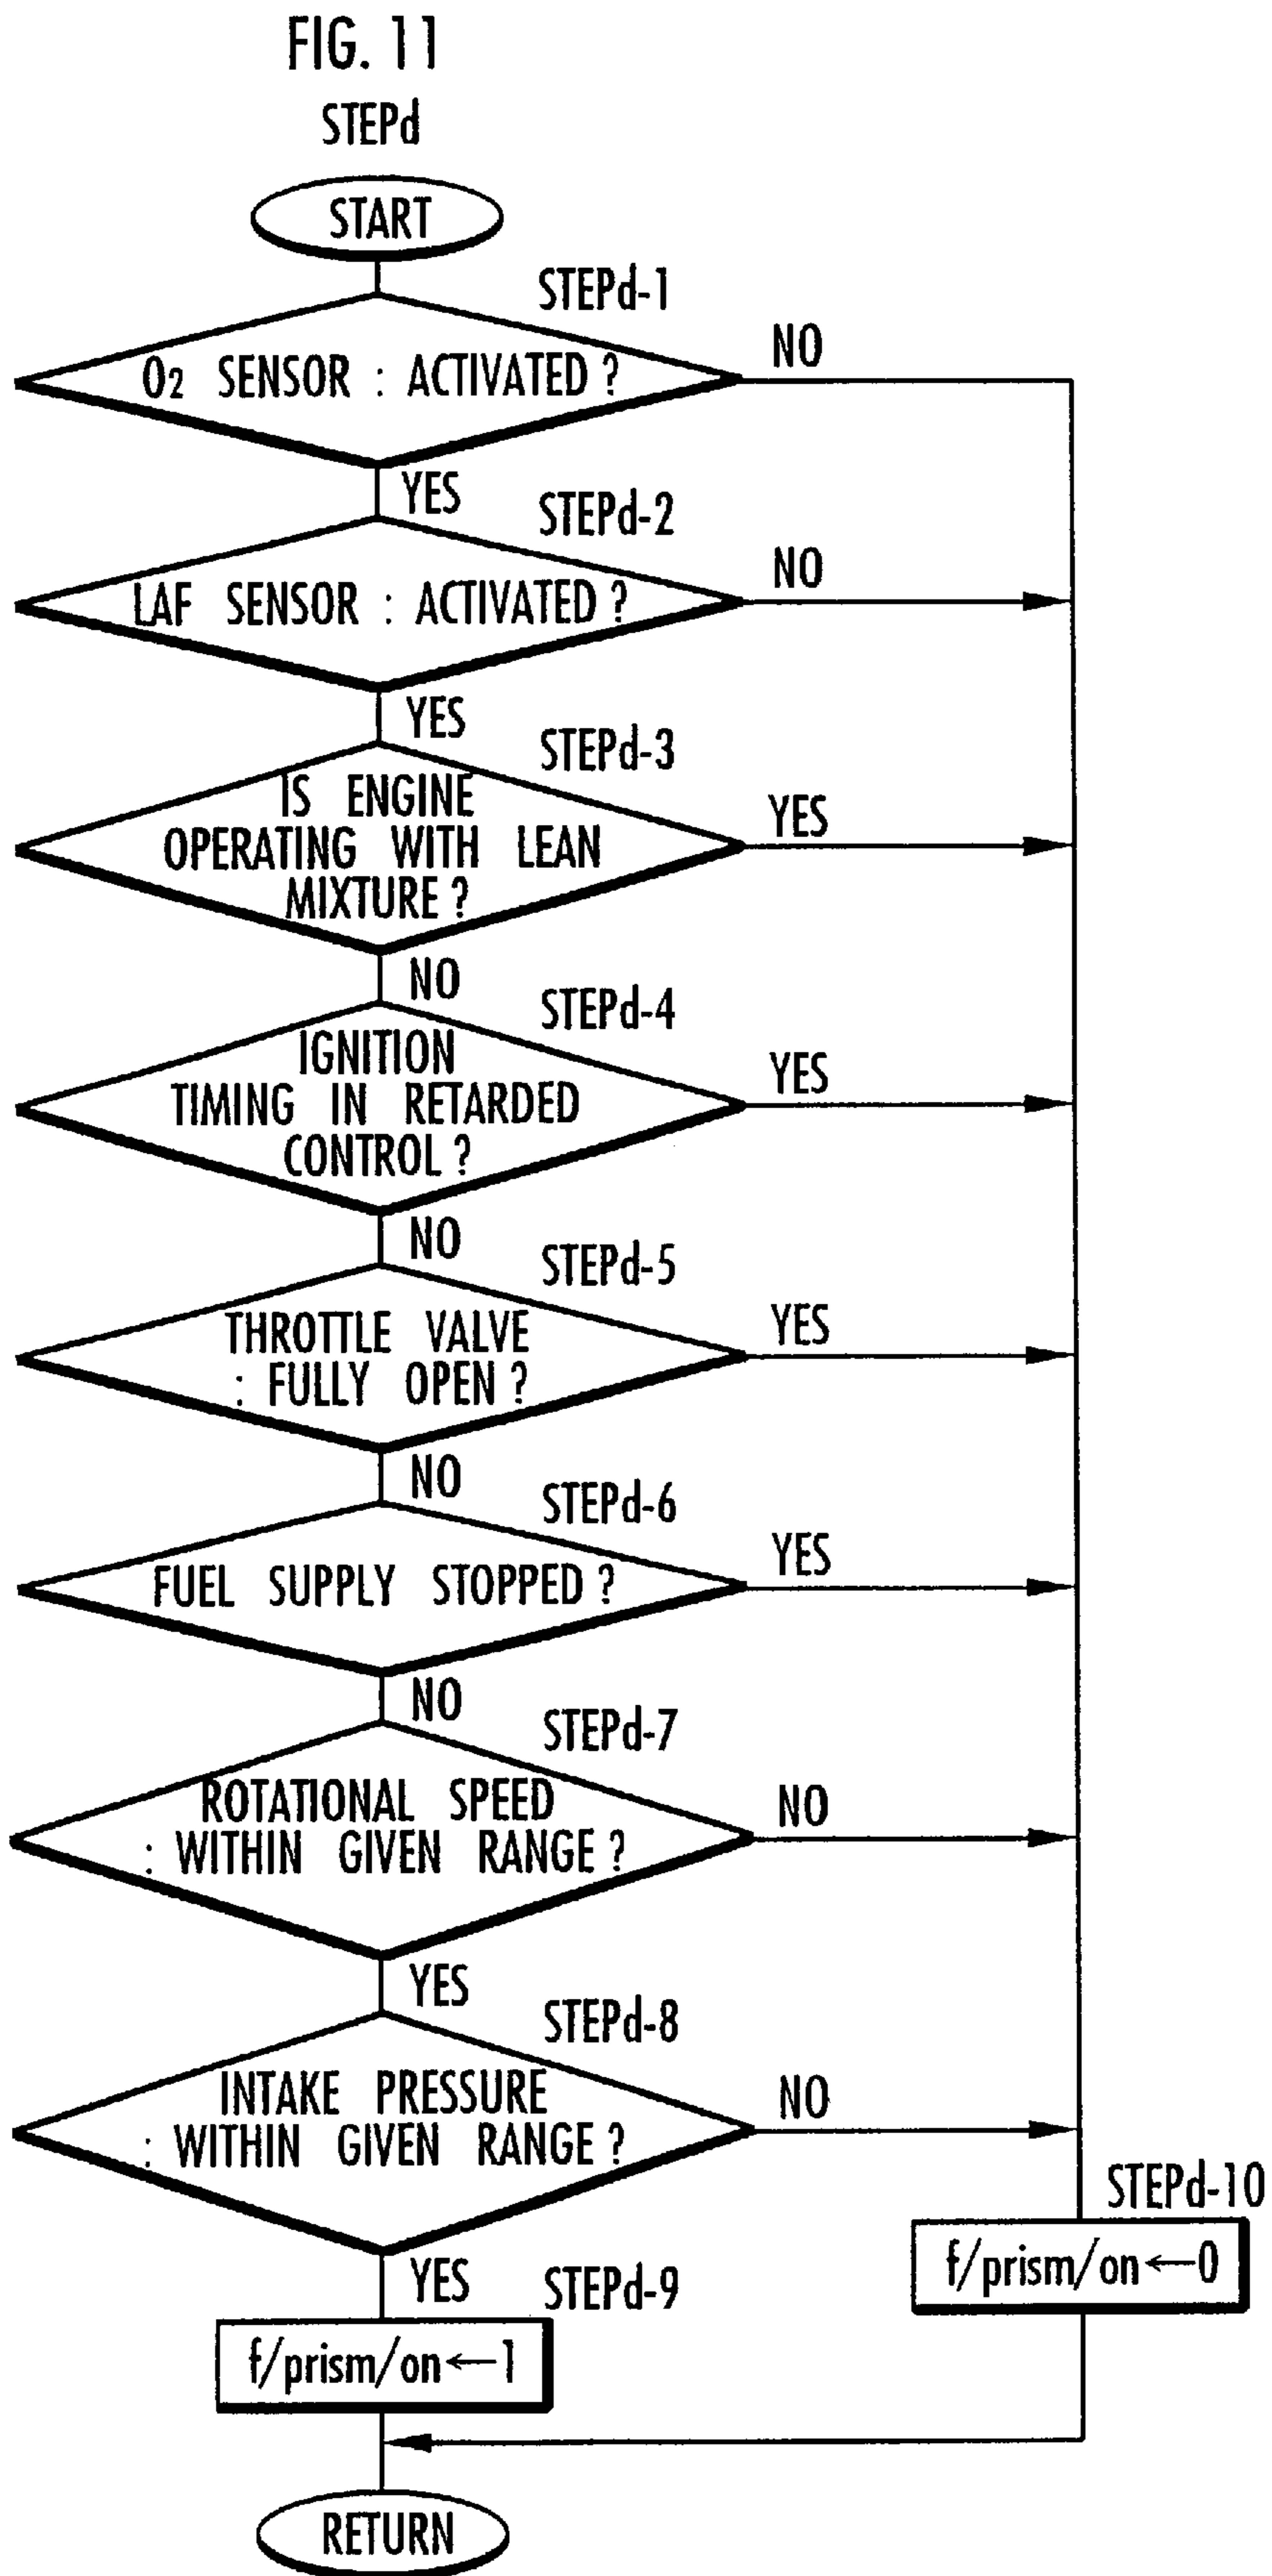 FIG. 11
STEPd
START
STEPd-1
O2 SENSOR : ACTIVATED ?
NO
YES
STEPd-2
LAF SENSOR : ACTIVATED ?
NO
YES
STEPd-3
IS ENGINE
OPERATING WITH LEAN
MIXTURE ?
YES
NO
STEPd-4
IGNITION
TIMING IN RETARDED
CONTROL ?
YES
NO
STEPd-5
THROTTLE VALVE
: FULLY OPEN ?
YES
NO
STEPd-6
FUEL SUPPLY STOPPED ?
YES
NO
STEPd-7
ROTATIONAL SPEED
: WITHIN GIVEN RANGE ?
NO
YES
STEPd-8
INTAKE PRESSURE
: WITHIN GIVEN RANGE ?
NO
YES
STEPd-9
f/prism/on←1
STEPd-10
f/prism/on←0
RETURN